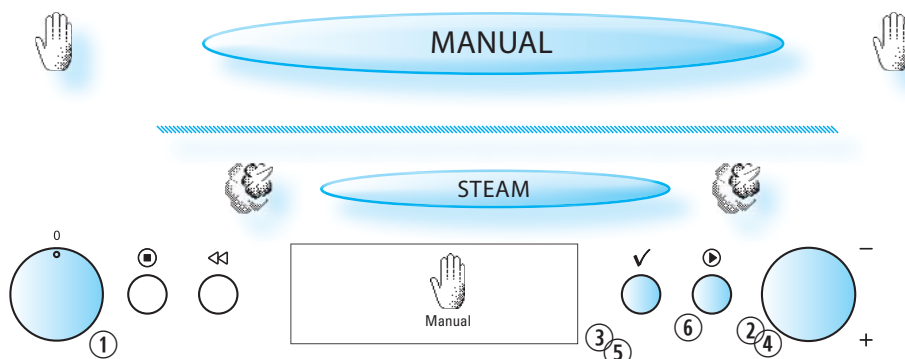 MANUAL
STEAM
0
Manual
−
+
① ③ ⑤ ⑥ ② ④